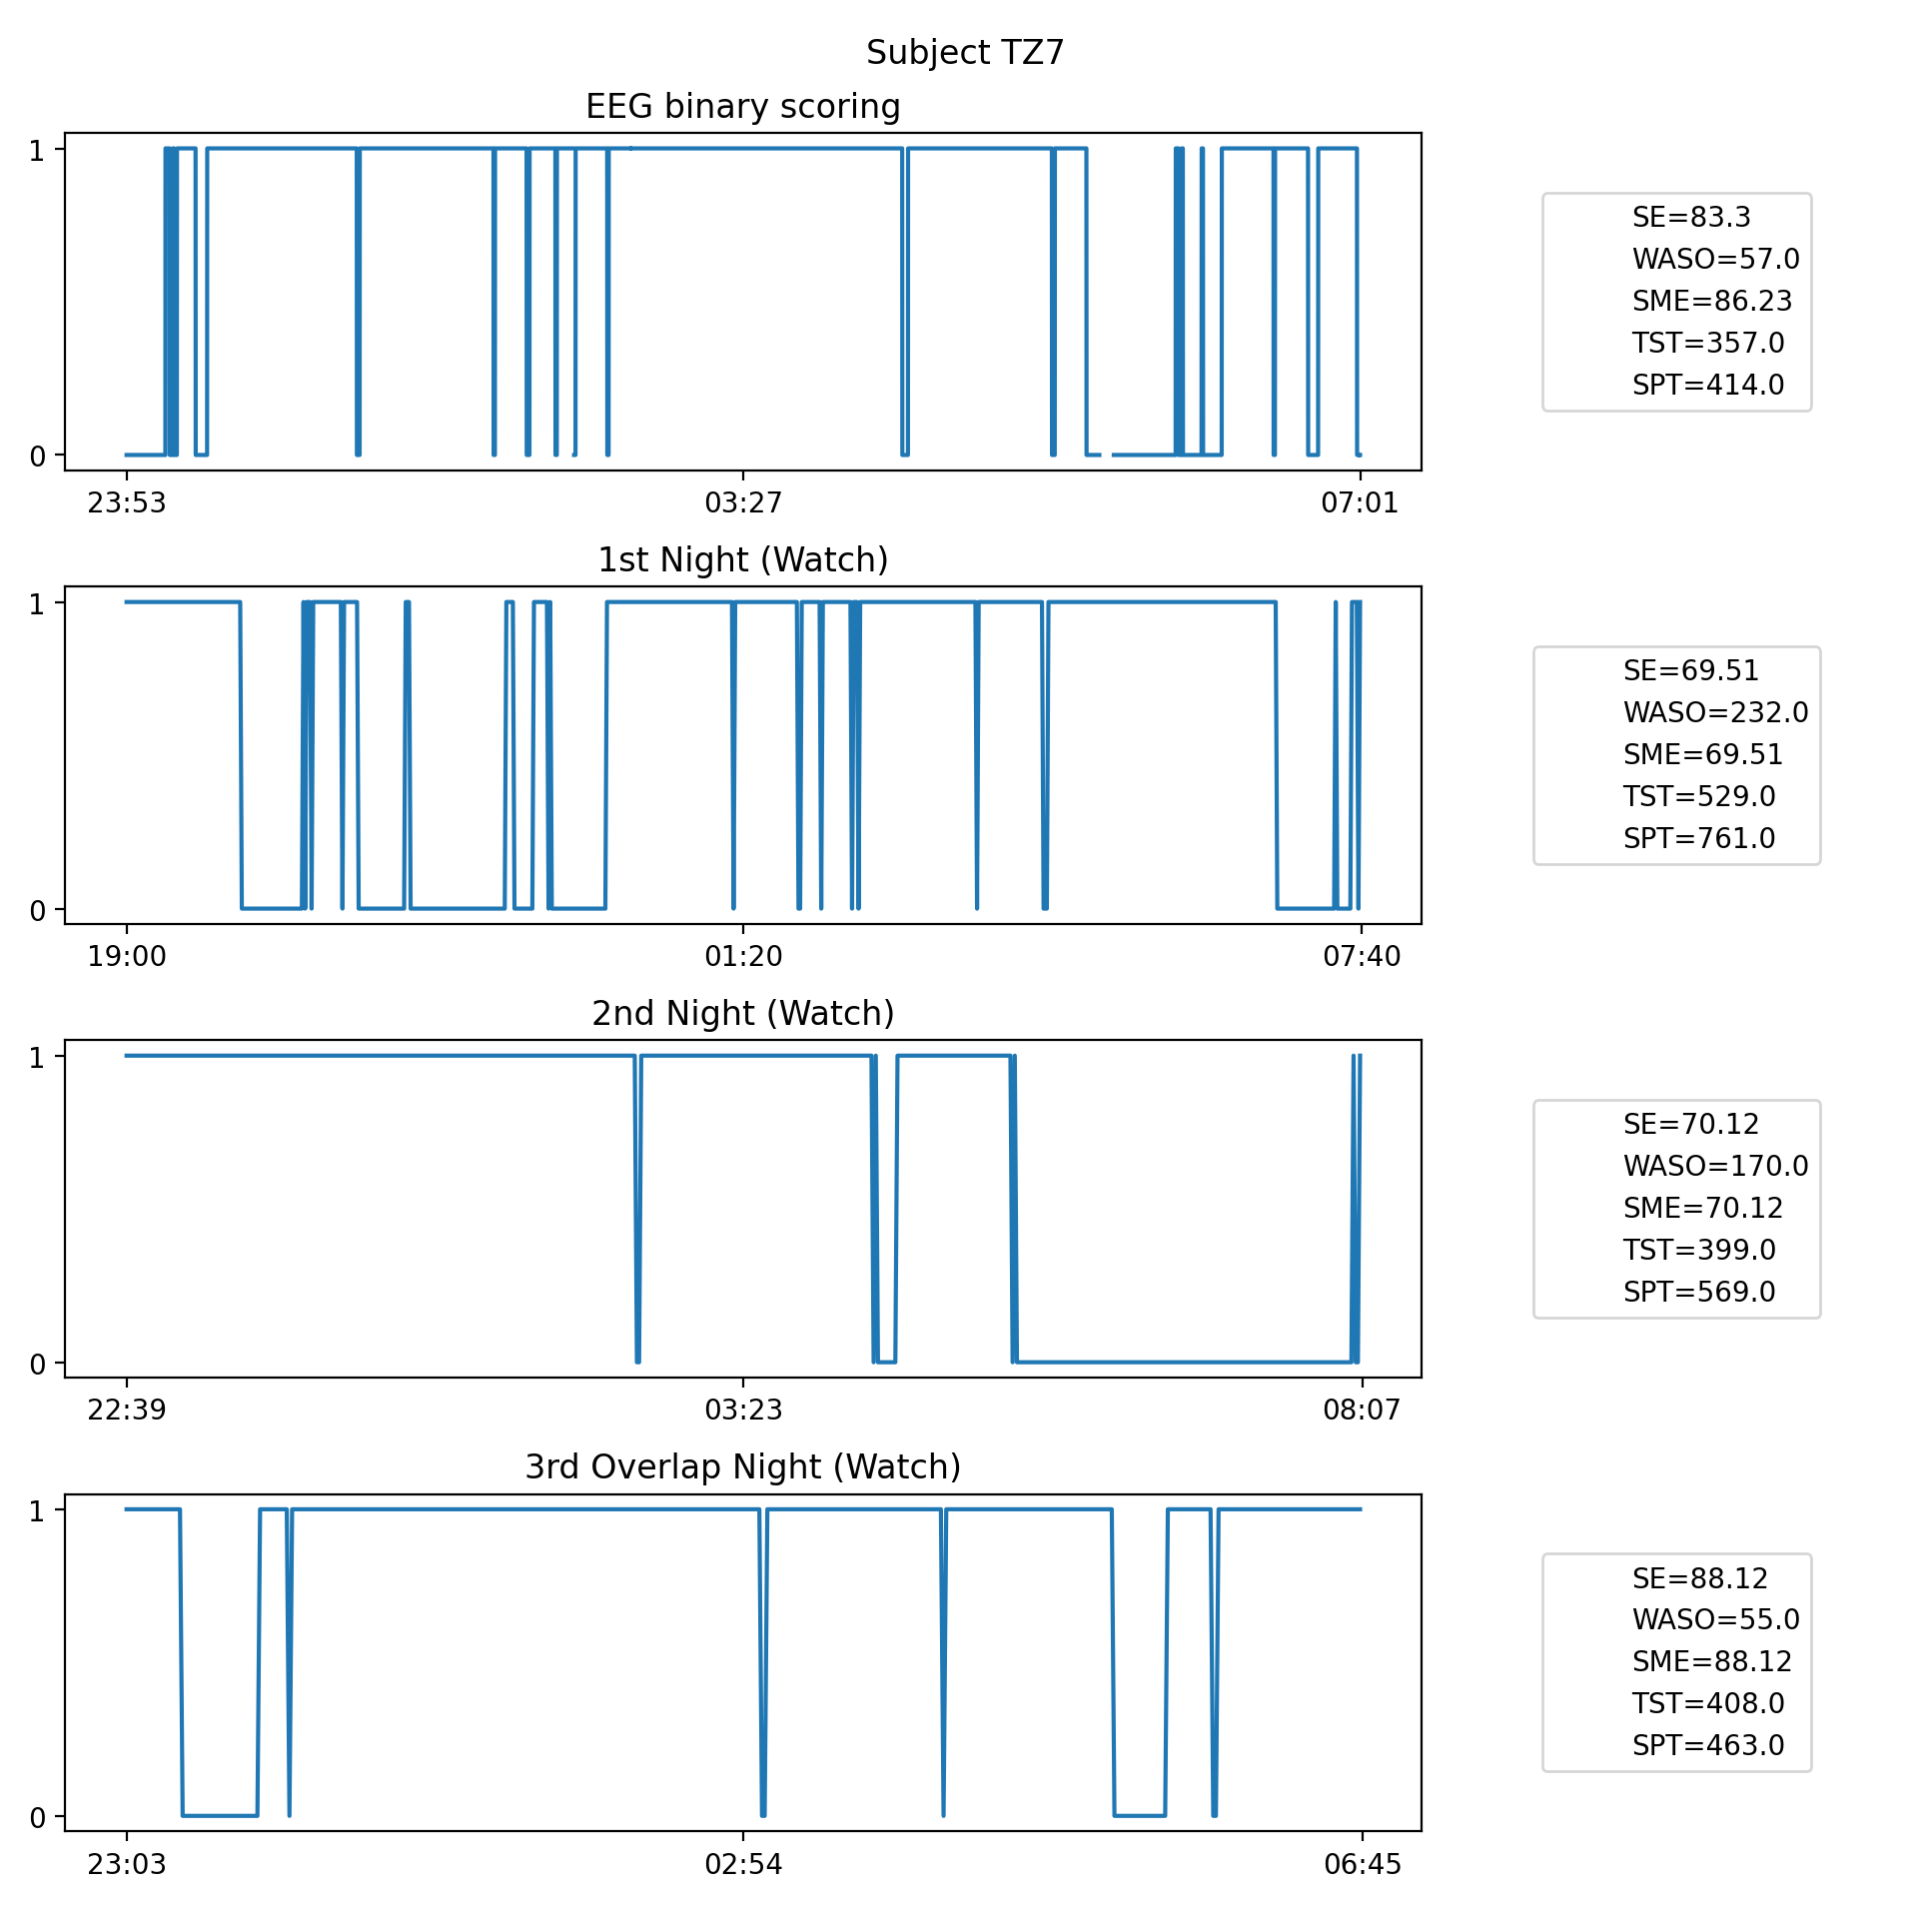 Subject TZ7
EEG binary scoring
1
0
23:53 03:27 07:01
SE=83.3
WASO=57.0
SME=86.23
TST=357.0
SPT=414.0
1st Night (Watch)
1
0
19:00 01:20 07:40
SE=69.51
WASO=232.0
SME=69.51
TST=529.0
SPT=761.0
2nd Night (Watch)
1
0
22:39 03:23 08:07
SE=70.12
WASO=170.0
SME=70.12
TST=399.0
SPT=569.0
3rd Overlap Night (Watch)
1
0
23:03 02:54 06:45
SE=88.12
WASO=55.0
SME=88.12
TST=408.0
SPT=463.0